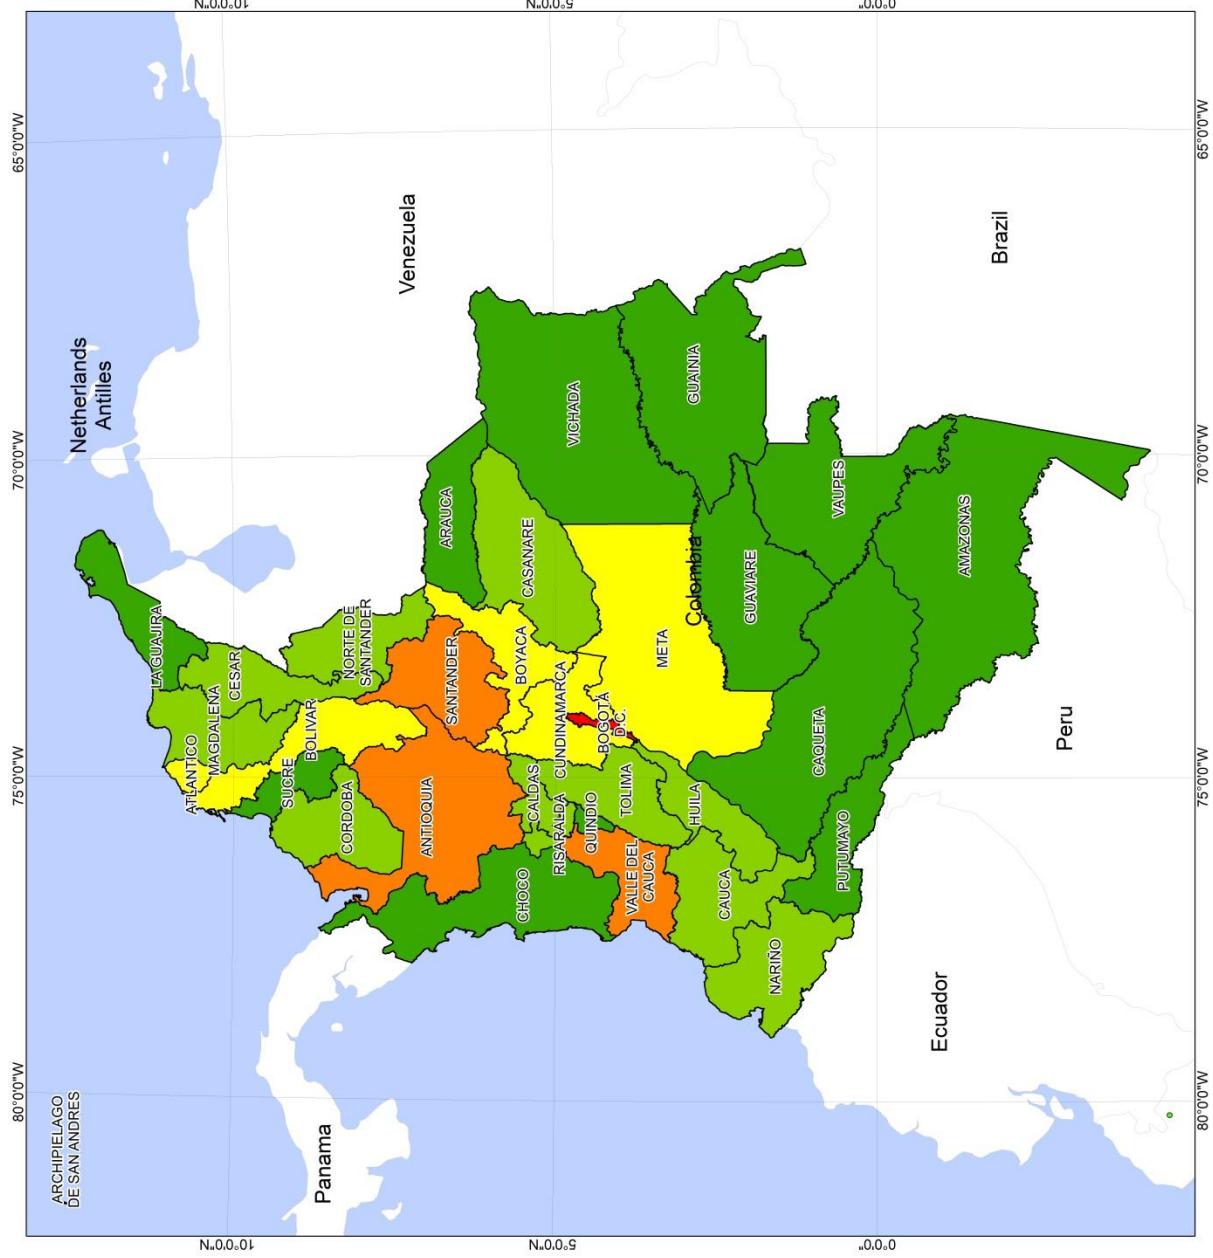 80°0'0"W
75°0'0"W
70°0'0"W
65°0'0"W
ARCHIPIELAGO
DE SAN ANDRES
Netherlands
Antilles
LA GUAJIRA
ATLANTICO
MAGDALENA
CESAR
10°0'0"N
10°0'0"N
SUCRE
BOLIVAR
Panama
CORDOBA
NORTE DE
SANTANDER
Venezuela
ANTIOQUIA
SANTANDER
ARAUCA
CHOCO
CALDAS
BOYACA
CASANARE
5°0'0"N
5°0'0"N
RISARALDA
CUNDINAMARCA
VICHADA
QUINDIO
BOGOTÁ
D.C.
TOLIMA
VALLE DEL
CAUCA
META
HUILA
Colombia
GUAINIA
CAUCA
GUAVIARE
NARIÑO
CAQUETA
VAUPES
PUTUMAYO
0°0'0"
0°0'0"
Ecuador
AMAZONAS
Brazil
Peru
80°0'0"W
75°0'0"W
70°0'0"W
65°0'0"W